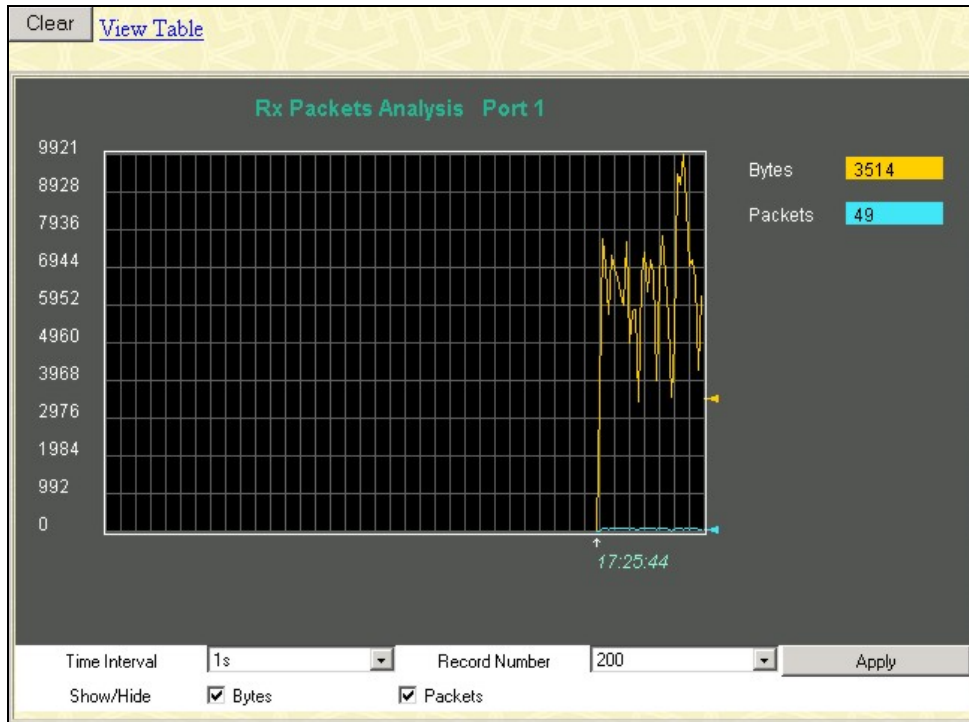 Clear View Table
Rx Packets Analysis Port 1
9921
8928
7936
6944
5952
4960
3968
2976
1984
992
0
Bytes 3514
Packets 49
17:25:44
Time Interval 1s Record Number 200 Apply
Show/Hide Bytes Packets